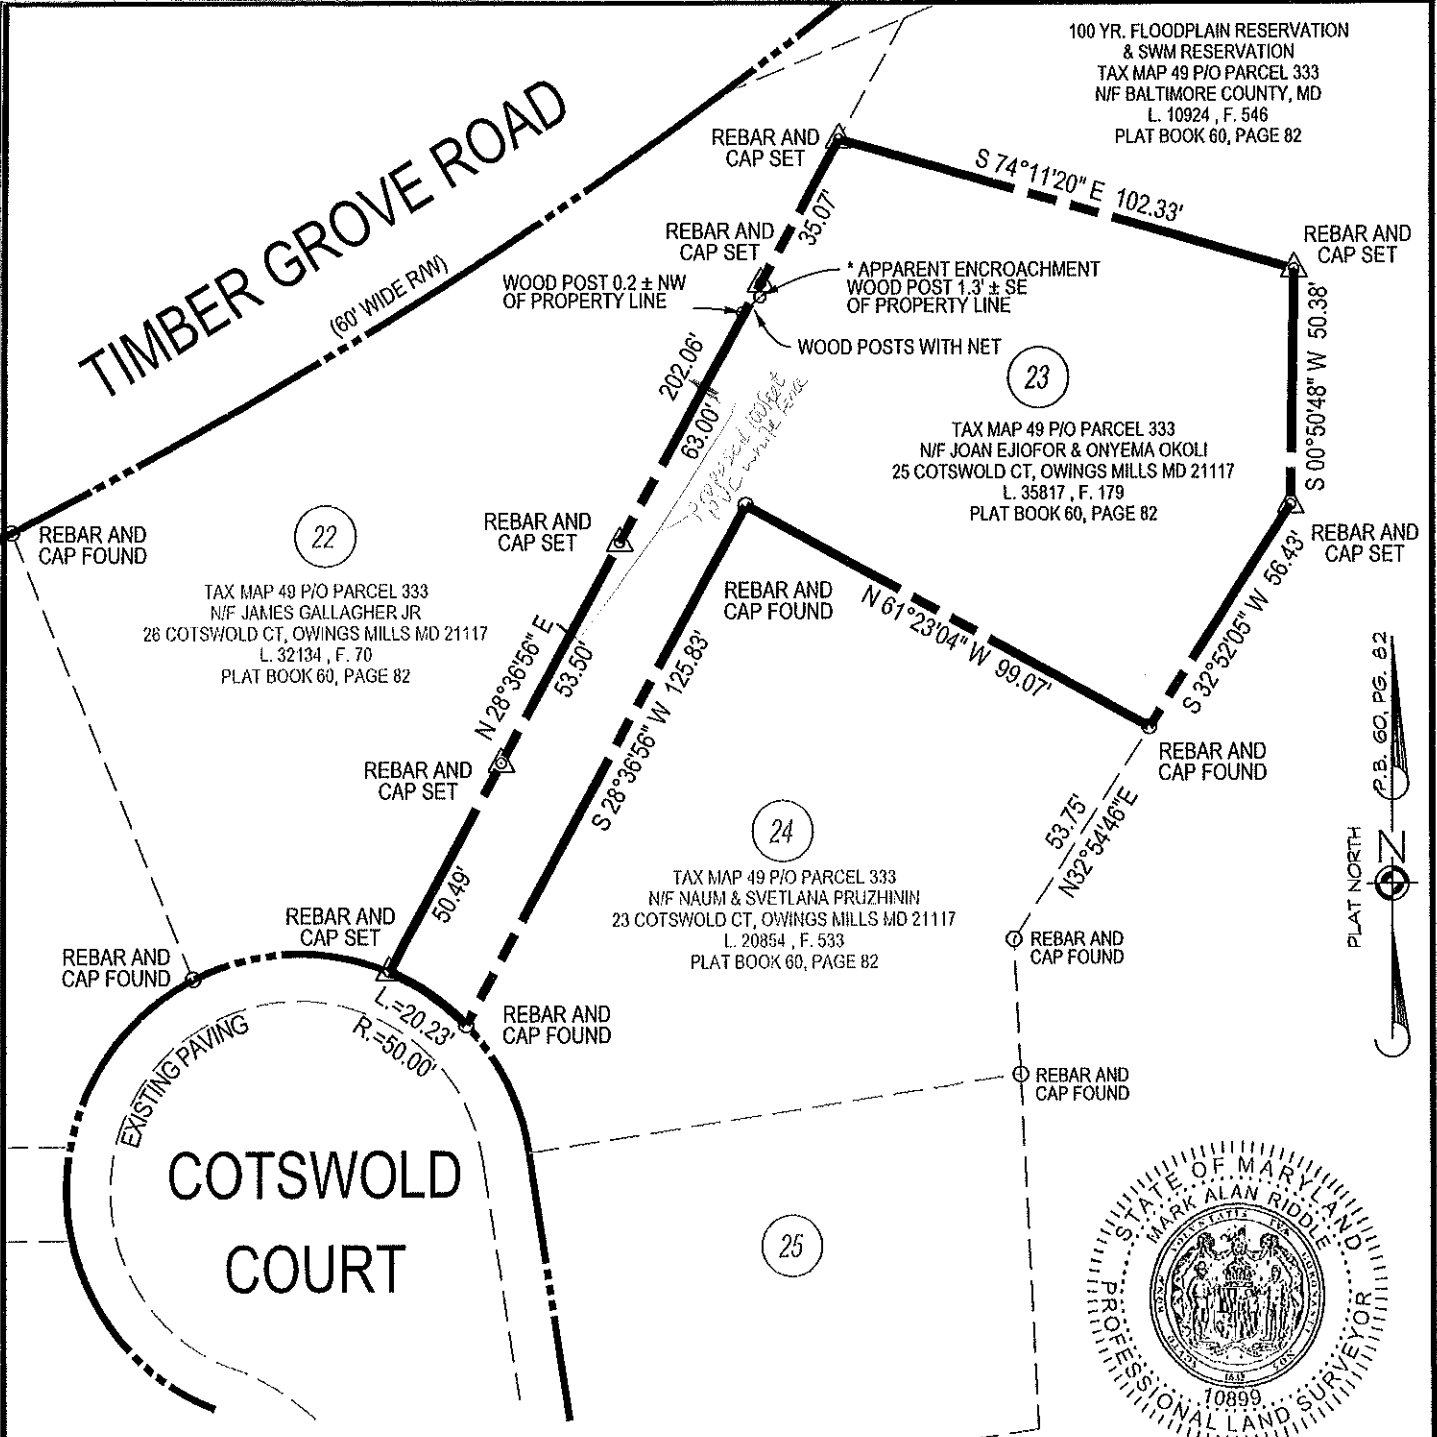 100 YR. FLOODPLAIN RESERVATION
& SWM RESERVATION
TAX MAP 49 P/O PARCEL 333
N/F BALTIMORE COUNTY, MD
L. 10924 , F. 546
PLAT BOOK 60, PAGE 82
TIMBER GROVE ROAD
(60' WIDE R/W)
REBAR AND
CAP SET
S 74°11'20" E 102.33'
35.07'
REBAR AND
CAP SET
REBAR AND
CAP SET
WOOD POST 0.2 ± NW
OF PROPERTY LINE
* APPARENT ENCROACHMENT
WOOD POST 1.3' ± SE
OF PROPERTY LINE
WOOD POSTS WITH NET
S 00°50'48" W 50.38'
202.06'
63.00'
Proposed 100 feet
PVC white fence
23
TAX MAP 49 P/O PARCEL 333
N/F JOAN EJIOFOR & ONYEMA OKOLI
25 COTSWOLD CT, OWINGS MILLS MD 21117
L. 35817 , F. 179
PLAT BOOK 60, PAGE 82
REBAR AND
CAP FOUND
22
TAX MAP 49 P/O PARCEL 333
N/F JAMES GALLAGHER JR
26 COTSWOLD CT, OWINGS MILLS MD 21117
L. 32134 , F. 70
PLAT BOOK 60, PAGE 82
REBAR AND
CAP SET
REBAR AND
CAP FOUND
REBAR AND
CAP SET
N 61°23'04" W 99.07'
S 32°52'05" W 56.43'
N 28°36'56" E
53.50'
S 28°36'56" W 125.83'
REBAR AND
CAP SET
REBAR AND
CAP FOUND
P.B. 60, PG. 82
PLAT NORTH
N
53.75'
N32°54'46"E
24
TAX MAP 49 P/O PARCEL 333
N/F NAUM & SVETLANA PRUZHININ
23 COTSWOLD CT, OWINGS MILLS MD 21117
L. 20854 , F. 533
PLAT BOOK 60, PAGE 82
50.49'
REBAR AND
CAP SET
REBAR AND
CAP FOUND
REBAR AND
CAP FOUND
L.=20.23'
R.=50.00'
REBAR AND
CAP FOUND
REBAR AND
CAP FOUND
EXISTING PAVING
COTSWOLD
COURT
25
STATE OF MARYLAND
MARK ALAN RIDDLE
10899
PROFESSIONAL LAND SURVEYOR